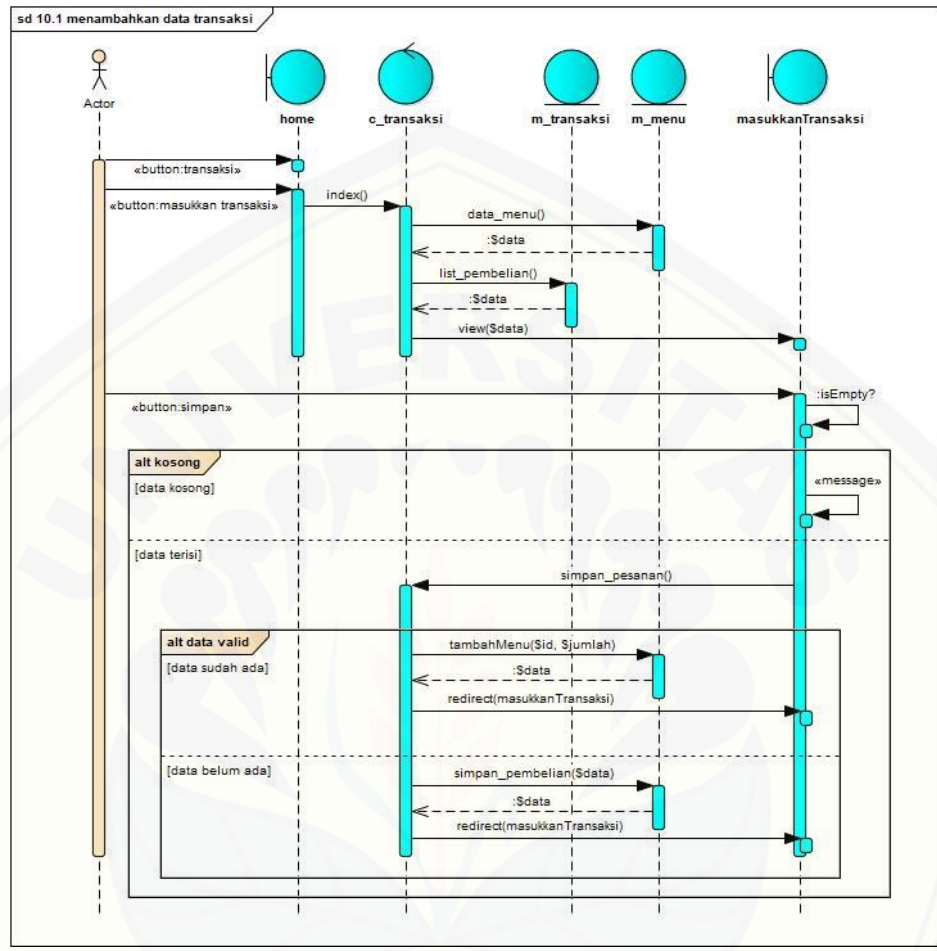 sd 10.1 menambahkan data transaksi
Actor
home
c_transaksi
m_transaksi
m_menu
masukkanTransaksi
«button:transaksi»
«button:masukkan transaksi»
index()
data_menu()
:$data
list_pembelian()
:$data
view($data)
«button:simpan»
:isEmpty?
alt kosong
[data kosong]
«message»
[data terisi]
simpan_pesanan()
alt data valid
[data sudah ada]
tambahMenu($id, $jumlah)
:$data
redirect(masukkanTransaksi)
[data belum ada]
simpan_pembelian($data)
:$data
redirect(masukkanTransaksi)
UNIVERSITAS